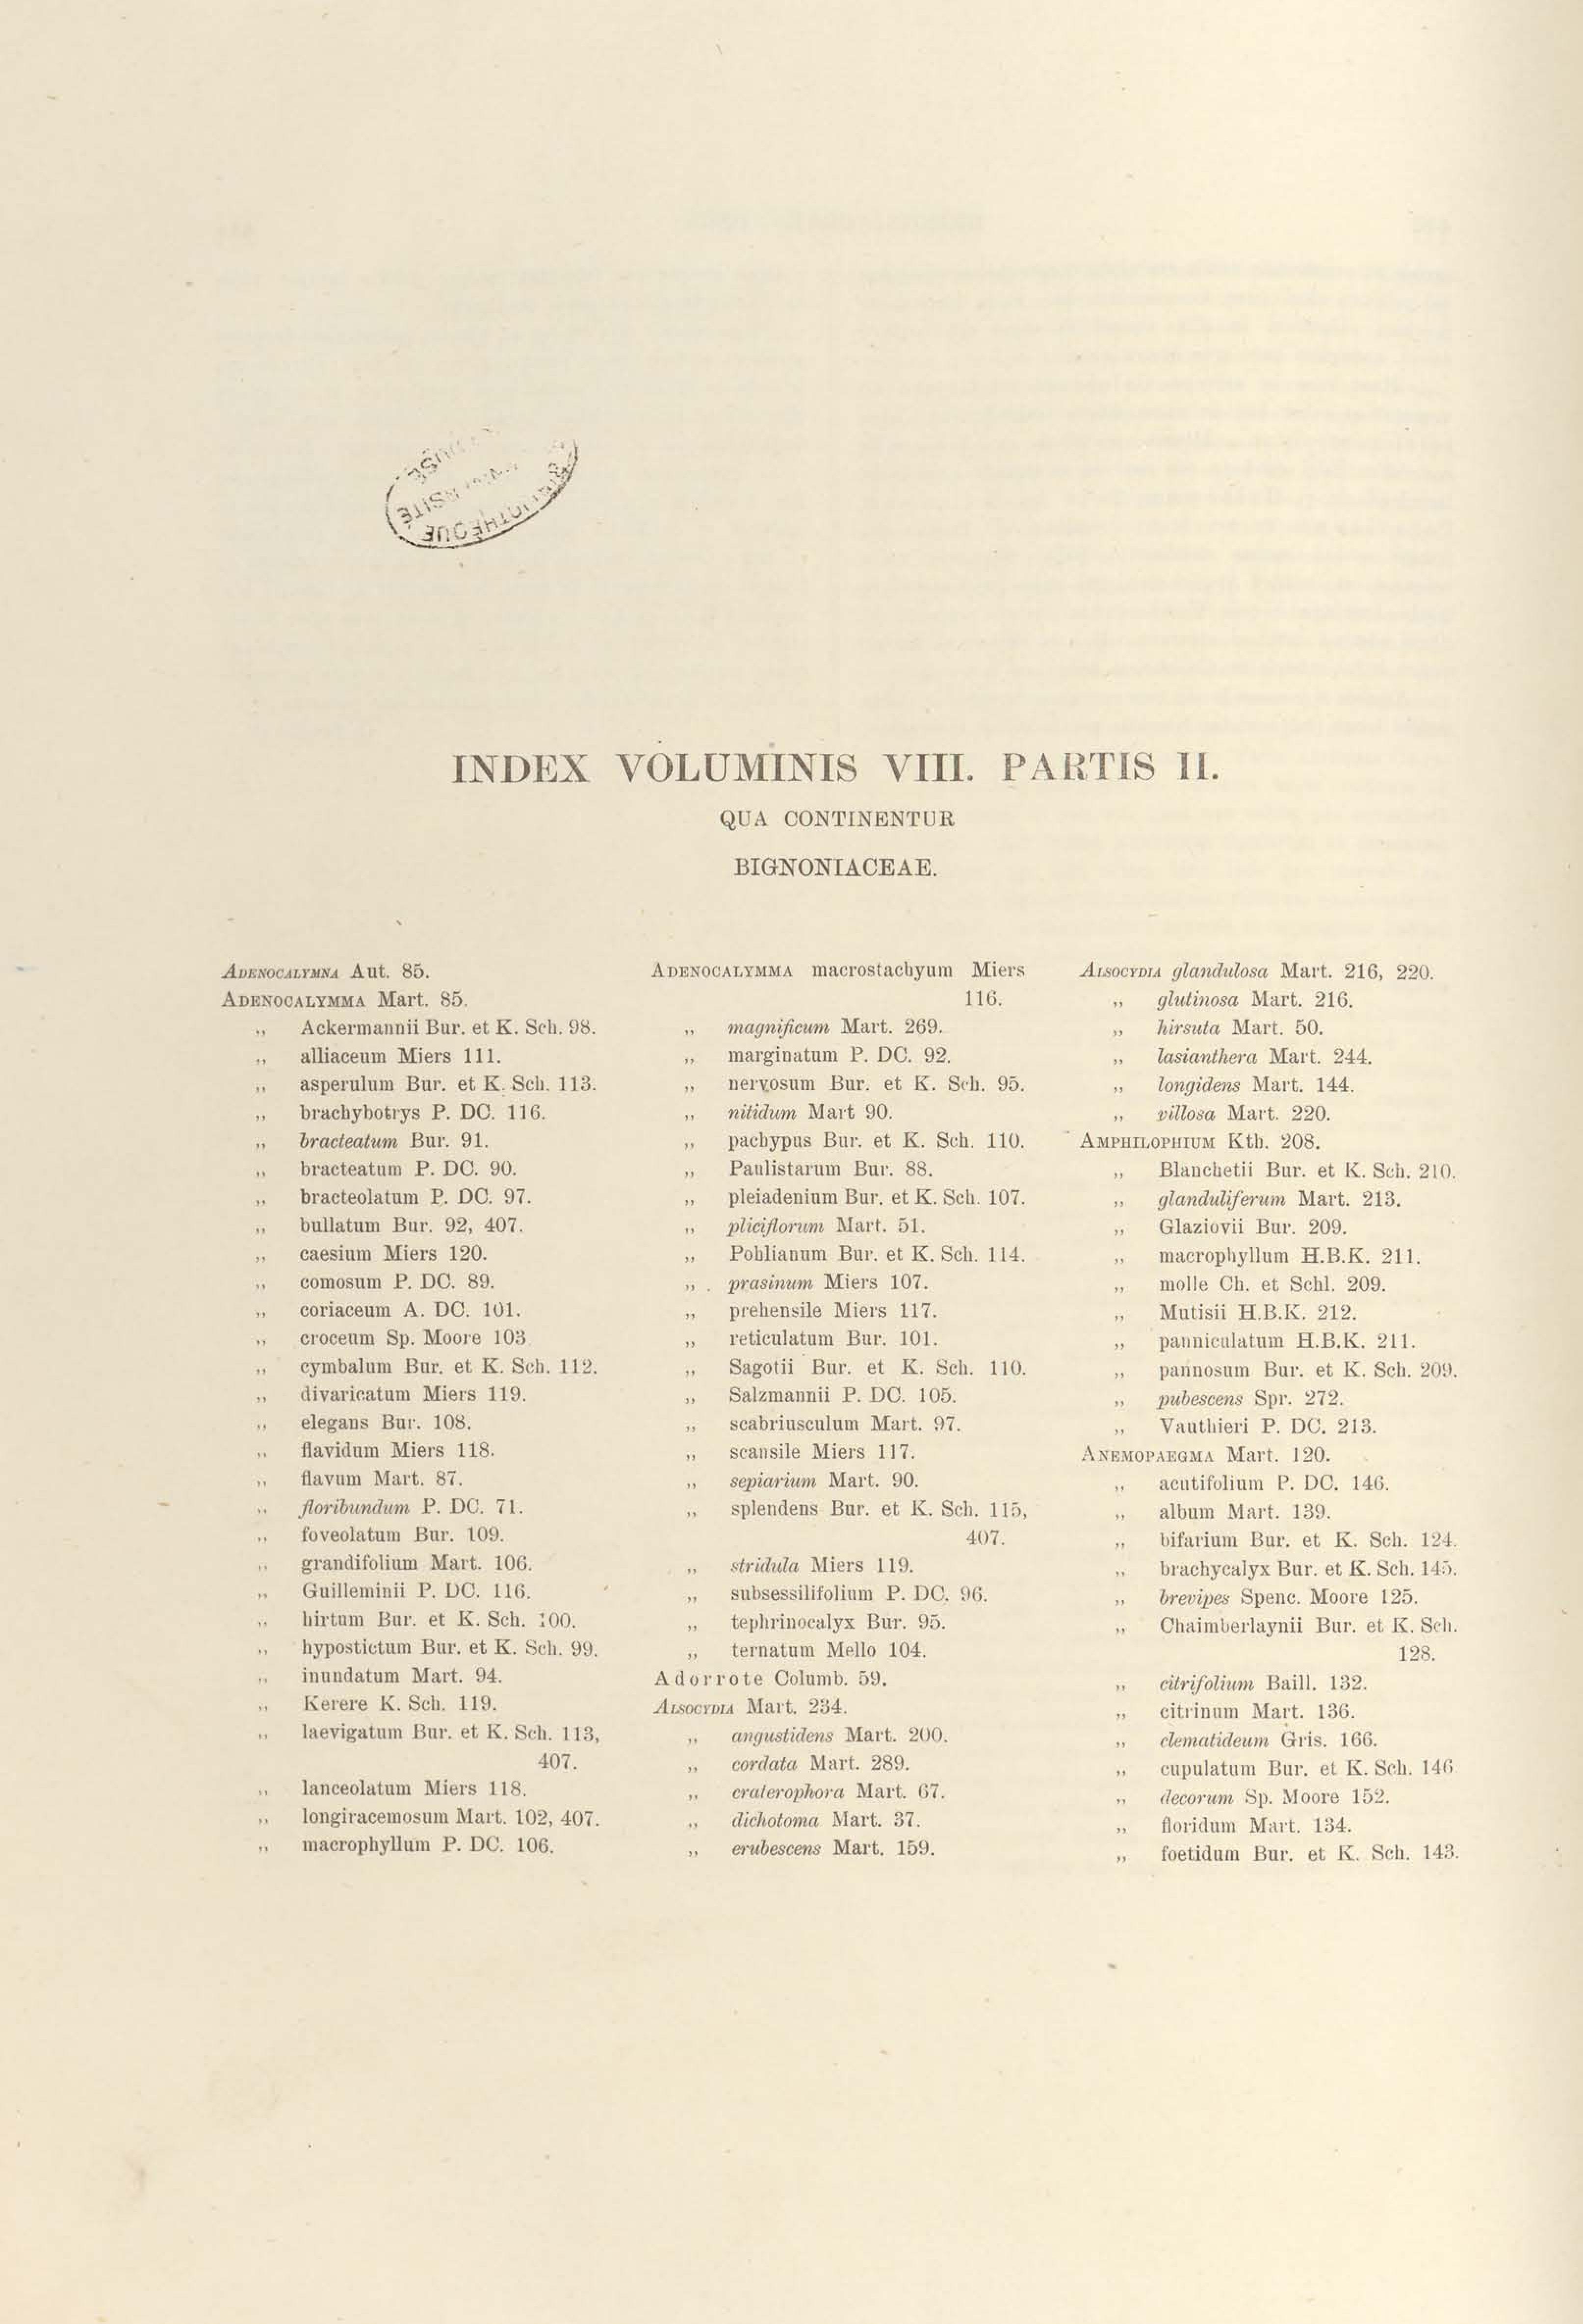 BIBLIOTHÈQUE
INDEX VOLUMINIS VIII. PARTIS II.
QUA CONTINENTUR
BIGNONIACEAE.
ADENOCALYMNA Aut. 85.
ADENOCALYMMA Mart. 85.
„ Ackermannii Bur. et K. Sch. 98.
„ alliaceum Miers 111.
„ asperulum Bur. et K. Sch. 113.
„ brachybotrys P. DC. 116.
„ bracteatum Bur. 91.
„ bracteatum P. DC. 90.
„ bracteolatum P. DC. 97.
„ bullatum Bur. 92, 407.
„ caesium Miers 120.
„ comosum P. DC. 89.
„ coriaceum A. DC. 101.
„ croceum Sp. Moore 103
„ cymbalum Bur. et K. Sch. 112.
„ divaricatum Miers 119.
„ elegans Bur. 108.
„ flavidum Miers 118.
„ flavum Mart. 87.
„ floribundum P. DC. 71.
„ foveolatum Bur. 109.
„ grandifolium Mart. 106.
„ Guilleminii P. DC. 116.
„ hirtum Bur. et K. Sch. 100.
„ hypostictum Bur. et K. Sch. 99.
„ inundatum Mart. 94.
„ Kerere K. Sch. 119.
„ laevigatum Bur. et K. Sch. 113,
407.
„ lanceolatum Miers 118.
„ longiracemosum Mart. 102, 407.
„ macrophyllum P. DC. 106.
ADENOCALYMMA macrostachyum Miers
116.
„ magnificum Mart. 269.
„ marginatum P. DC. 92.
„ nervosum Bur. et K. Sch. 95.
„ nitidum Mart 90.
„ pachypus Bur. et K. Sch. 110.
„ Paulistarum Bur. 88.
„ pleiadenium Bur. et K. Sch. 107.
„ pliciflorum Mart. 51.
„ Pohlianum Bur. et K. Sch. 114.
„ prasinum Miers 107.
„ prehensile Miers 117.
„ reticulatum Bur. 101.
„ Sagotii Bur. et K. Sch. 110.
„ Salzmannii P. DC. 105.
„ scabriusculum Mart. 97.
„ scansile Miers 117.
„ sepiarium Mart. 90.
„ splendens Bur. et K. Sch. 115,
407.
„ stridula Miers 119.
„ subsessilifolium P. DC. 96.
„ tephrinocalyx Bur. 95.
„ ternatum Mello 104.
Adorrote Columb. 59.
ALSOCYDIA Mart. 234.
„ angustidens Mart. 200.
„ cordata Mart. 289.
„ craterophora Mart. 67.
„ dichotoma Mart. 37.
„ erubescens Mart. 159.
ALSOCYDIA glandulosa Mart. 216, 220.
„ glutinosa Mart. 216.
„ hirsuta Mart. 50.
„ lasianthera Mart. 244.
„ longidens Mart. 144.
„ villosa Mart. 220.
AMPHILOPHIUM Kth. 208.
„ Blanchetii Bur. et K. Sch. 210.
„ glanduliferum Mart. 213.
„ Glaziovii Bur. 209.
„ macrophyllum H.B.K. 211.
„ molle Ch. et Schl. 209.
„ Mutisii H.B.K. 212.
„ panniculatum H.B.K. 211.
„ pannosum Bur. et K. Sch. 209.
„ pubescens Spr. 272.
„ Vauthieri P. DC. 213.
ANEMOPAEGMA Mart. 120.
„ acutifolium P. DC. 146.
„ album Mart. 139.
„ bifarium Bur. et K. Sch. 124.
„ brachycalyx Bur. et K. Sch. 145.
„ brevipes Spenc. Moore 125.
„ Chaimberlaynii Bur. et K. Sch.
128.
„ citrifolium Baill. 132.
„ citrinum Mart. 136.
„ clematideum Gris. 166.
„ cupulatum Bur. et K. Sch. 146
„ decorum Sp. Moore 152.
„ floridum Mart. 134.
„ foetidum Bur. et K. Sch. 143.